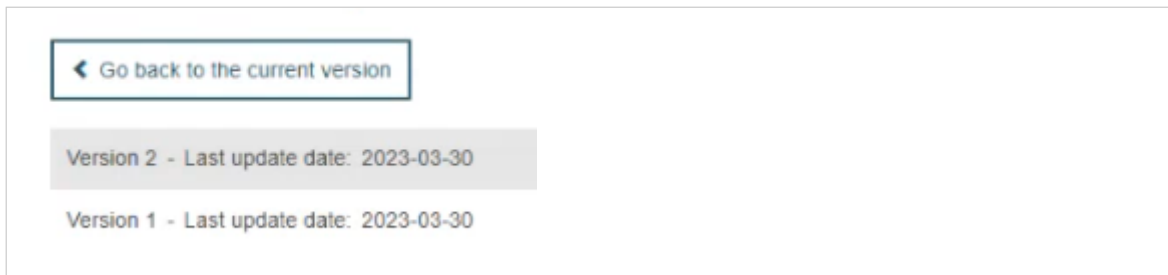 Go back to the current version
Version 2 - Last update date: 2023-03-30
Version 1 - Last update date: 2023-03-30